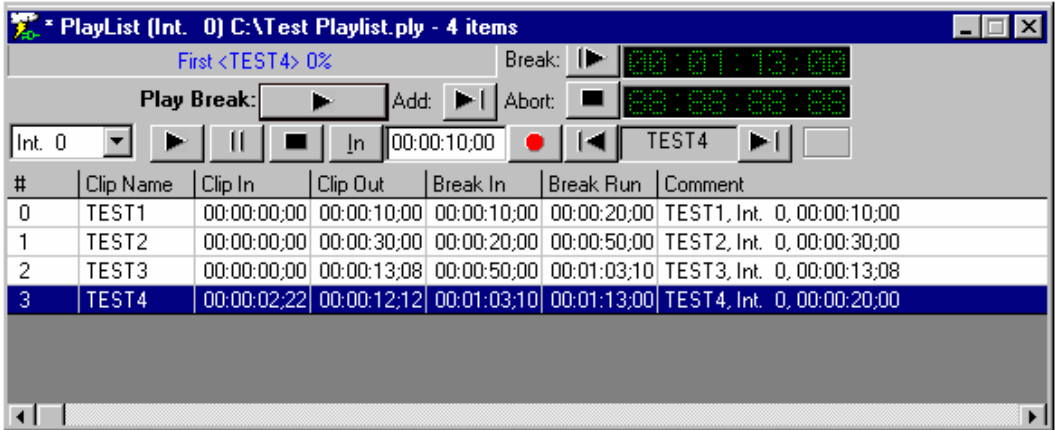 * PlayList (Int. 0) C:\Test Playlist.ply - 4 items
First <TEST4> 0% Break: 00:01:13:00
Play Break: Add: Abort: 88:88:88:88
Int. 0 In 00:00:10;00 TEST4
# Clip Name Clip In Clip Out Break In Break Run Comment
0 TEST1 00:00:00;00 00:00:10;00 00:00:10;00 00:00:20;00 TEST1, Int. 0, 00:00:10;00
1 TEST2 00:00:00;00 00:00:30;00 00:00:20;00 00:00:50;00 TEST2, Int. 0, 00:00:30;00
2 TEST3 00:00:00;00 00:00:13;08 00:00:50;00 00:01:03;10 TEST3, Int. 0, 00:00:13;08
3 TEST4 00:00:02;22 00:00:12;12 00:01:03;10 00:01:13;00 TEST4, Int. 0, 00:00:20;00